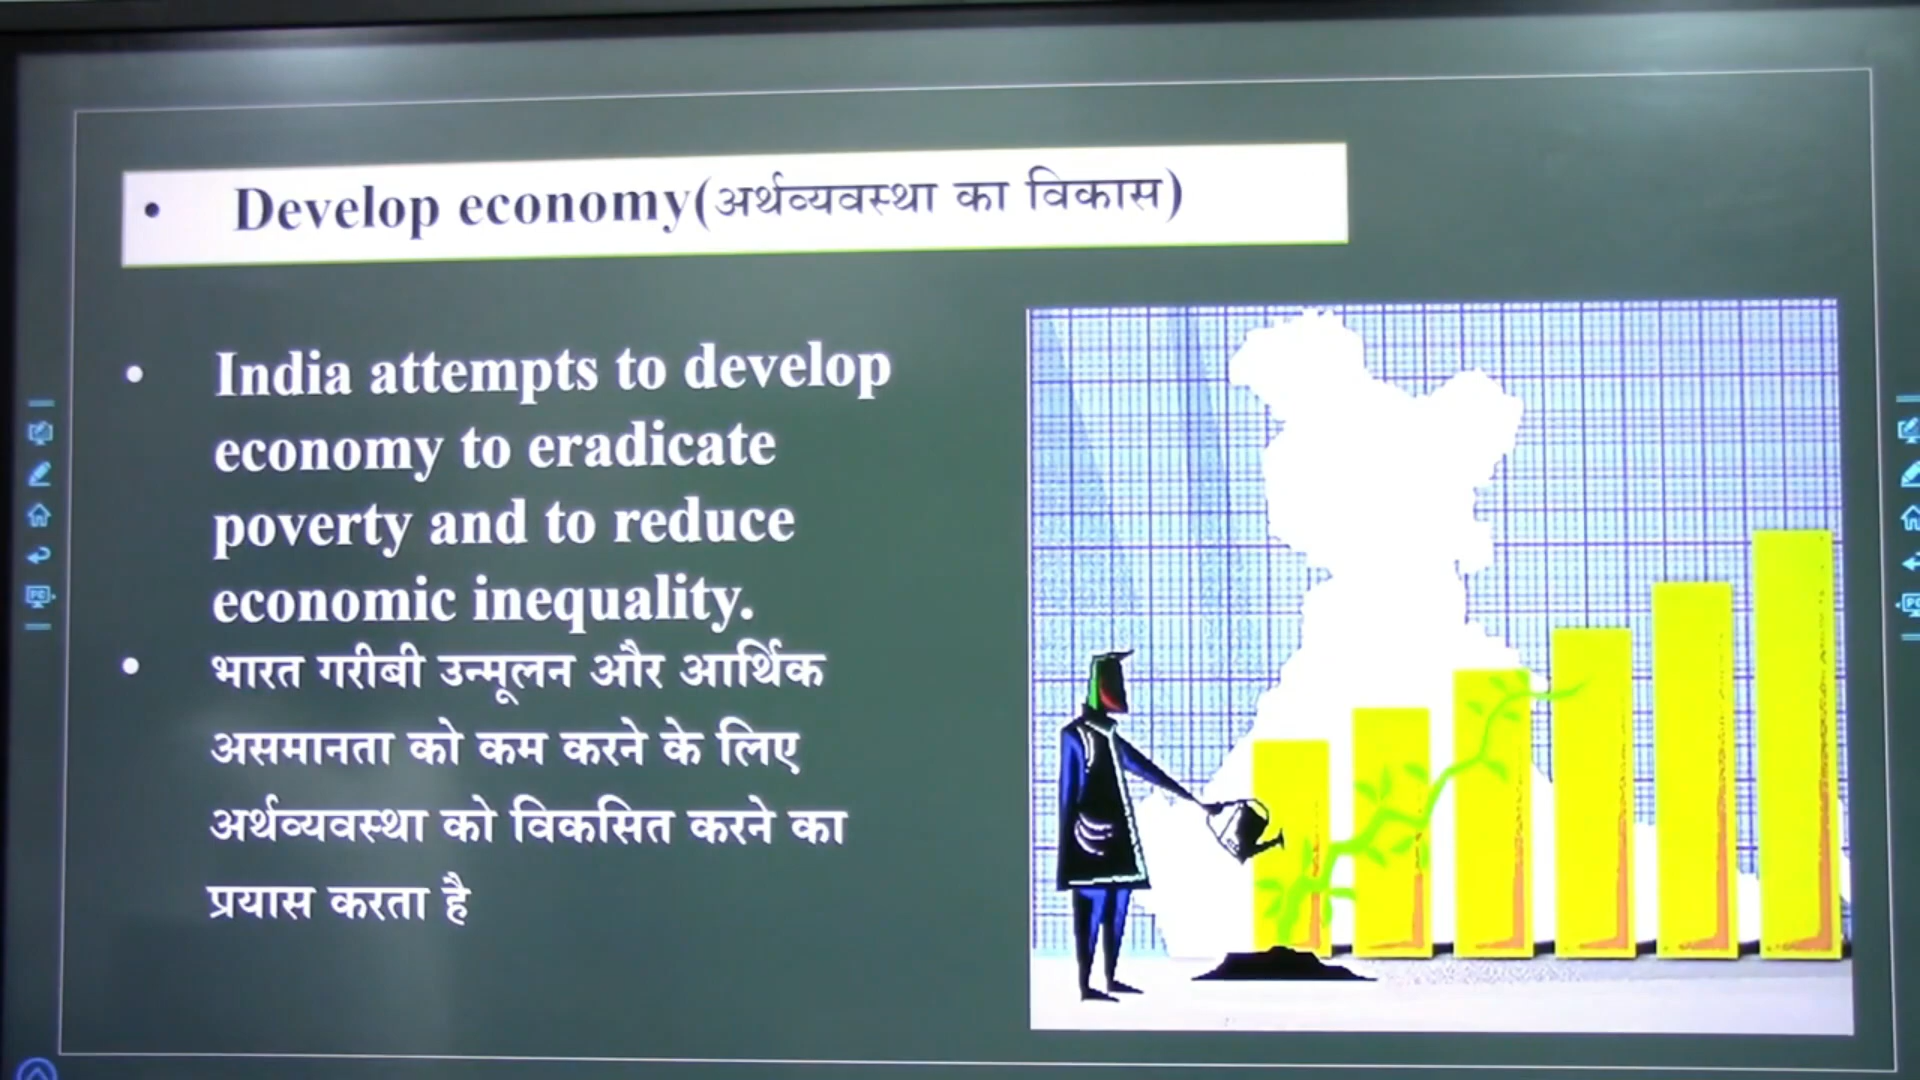 • Develop economy(अर्थव्यवस्था का विकास)
• India attempts to develop
economy to eradicate
poverty and to reduce
economic inequality.
• भारत गरीबी उन्मूलन और आर्थिक
असमानता को कम करने के लिए
अर्थव्यवस्था को विकसित करने का
प्रयास करता है